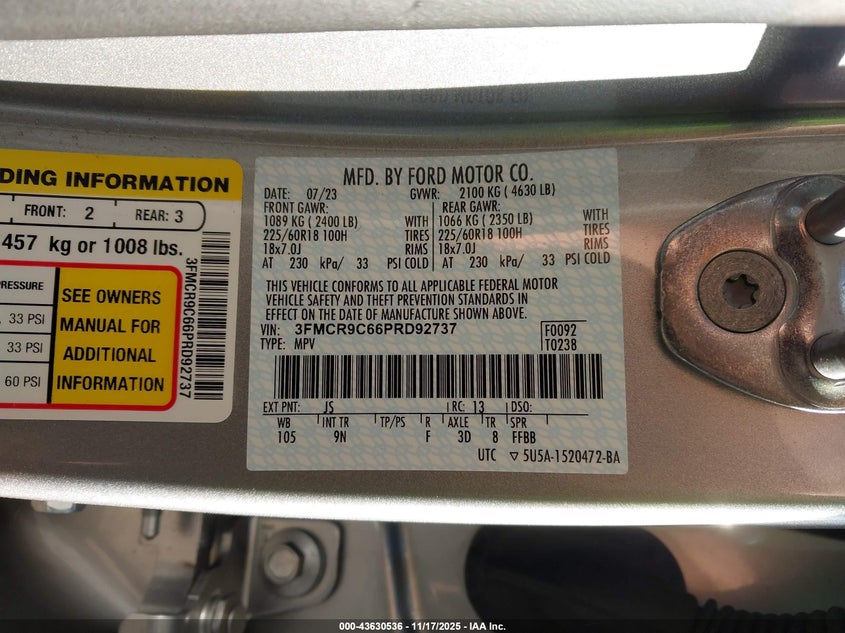 DING INFORMATION
FRONT: 2 REAR: 3
457 kg or 1008 lbs.
PRESSURE
33 PSI
33 PSI
60 PSI
SEE OWNERS
MANUAL FOR
ADDITIONAL
INFORMATION
3FMCR9C66PRD92737
MFD. BY FORD MOTOR CO.
DATE: 07/23 GVWR: 2100 KG ( 4630 LB)
FRONT GAWR: REAR GAWR:
1089 KG ( 2400 LB) WITH 1066 KG ( 2350 LB) WITH
225/60R18 100H TIRES 225/60R18 100H TIRES
18x7.0J RIMS 18x7.0J RIMS
AT 230 kPa/ 33 PSI COLD AT 230 kPa/ 33 PSI COLD
THIS VEHICLE CONFORMS TO ALL APPLICABLE FEDERAL MOTOR
VEHICLE SAFETY AND THEFT PREVENTION STANDARDS IN
EFFECT ON THE DATE OF MANUFACTURE SHOWN ABOVE.
VIN: 3FMCR9C66PRD92737 F0092
TYPE: MPV T0238
EXT PNT: JS RC: 13 DSO:
WB INT TR TP/PS R AXLE TR SPR
105 9N F 3D 8 FFBB
UTC ▽ 5U5A-1520472-BA
000-43630536 - 11/17/2025 - IAA Inc.